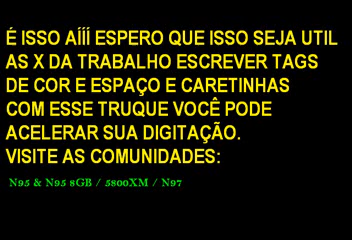 É ISSO AÍÍÍ ESPERO QUE ISSO SEJA UTIL
AS X DA TRABALHO ESCREVER TAGS
DE COR E ESPAÇO E CARETINHAS
COM ESSE TRUQUE VOCÊ PODE
ACELERAR SUA DIGITAÇÃO.
VISITE AS COMUNIDADES:
N95 & N95 8GB / 5800XM / N97